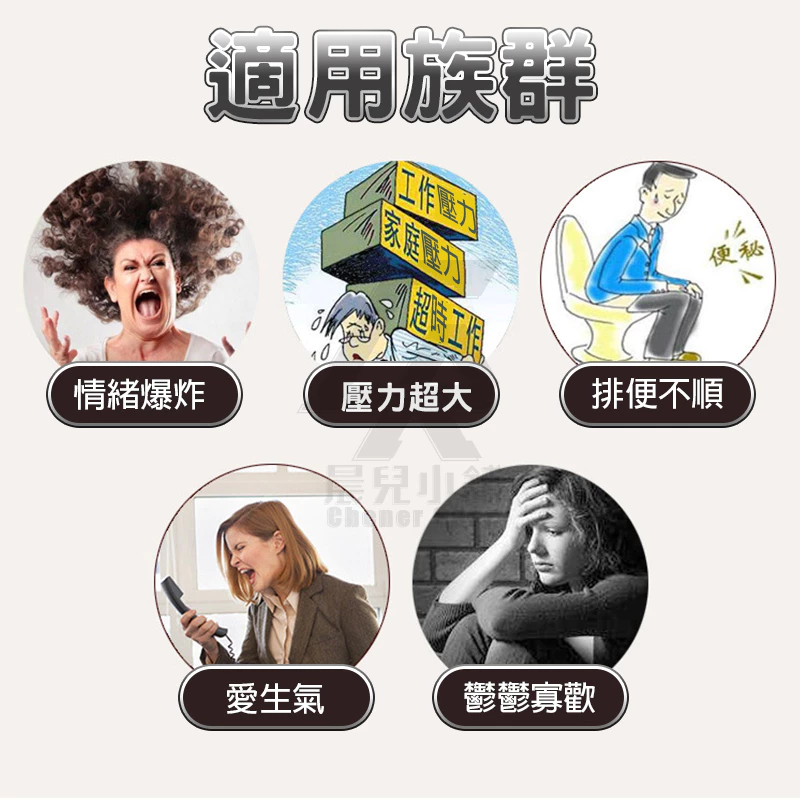 適用族群
工作壓力
家庭壓力
超時工作
便秘
情緒爆炸
壓力超大
排便不順
晨兒小舖
Chener
愛生氣
鬱鬱寡歡